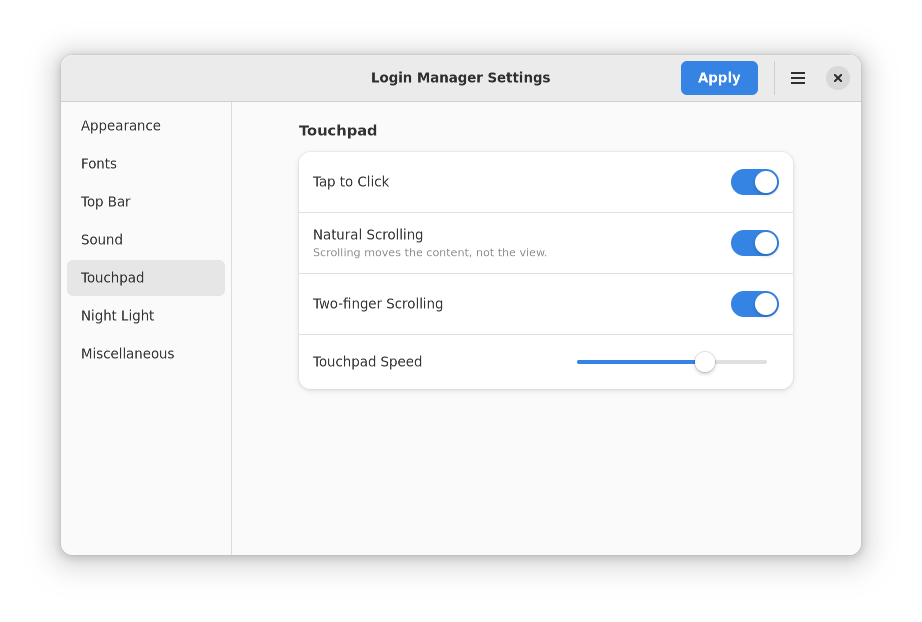 Login Manager Settings
Apply
Appearance
Fonts
Top Bar
Sound
Touchpad
Night Light
Miscellaneous
Touchpad
Tap to Click
Natural Scrolling
Scrolling moves the content, not the view.
Two-finger Scrolling
Touchpad Speed